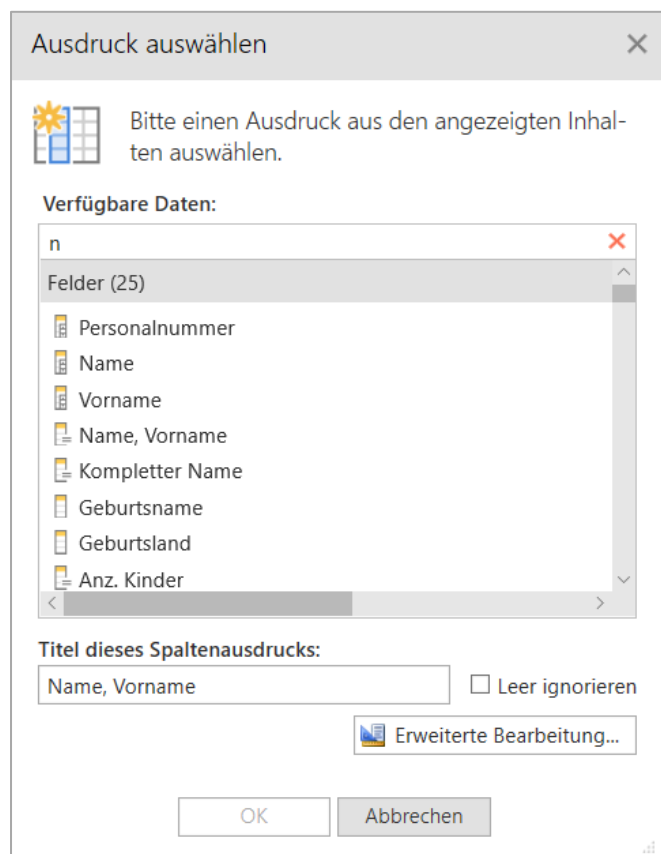 Ausdruck auswählen
Bitte einen Ausdruck aus den angezeigten Inhal-
ten auswählen.
Verfügbare Daten:
n
Felder (25)
Personalnummer
Name
Vorname
Name, Vorname
Kompletter Name
Geburtsname
Geburtsland
Anz. Kinder
Titel dieses Spaltenausdrucks:
Name, Vorname
Leer ignorieren
Erweiterte Bearbeitung...
OK
Abbrechen